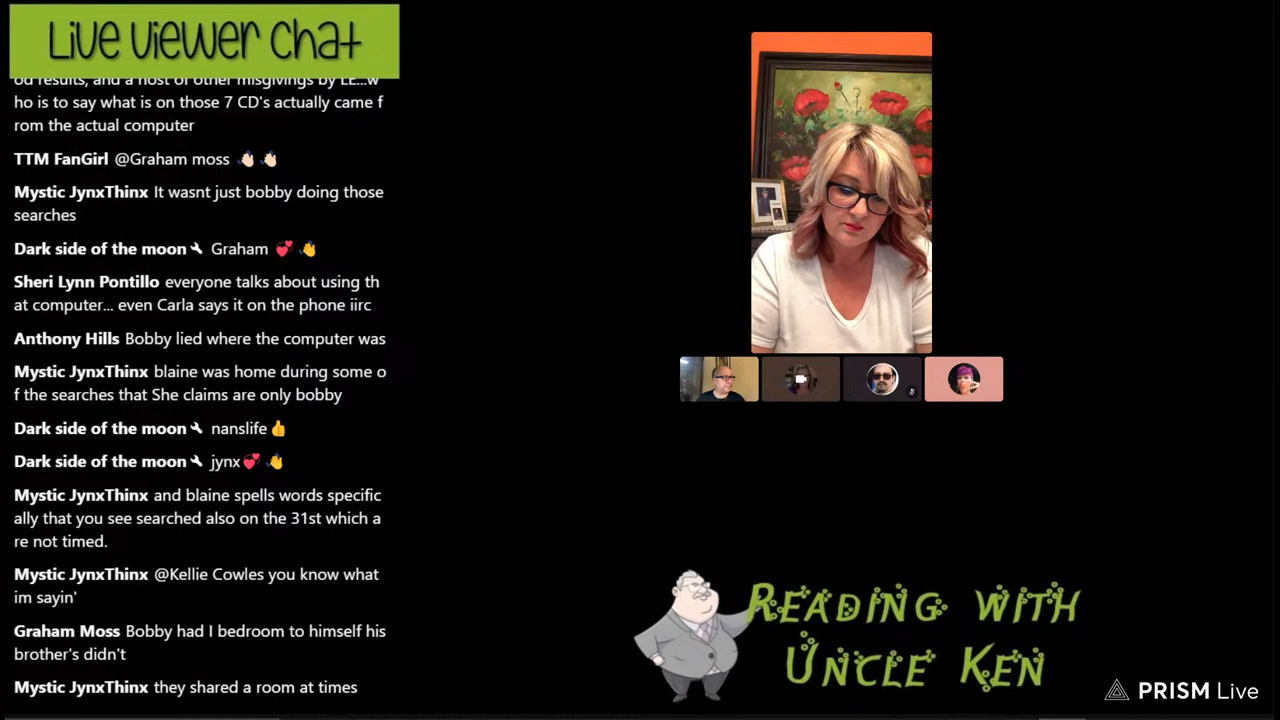 Live Viewer Chat
od results, and a host of other misgivings by LE...w
ho is to say what is on those 7 CD's actually came f
rom the actual computer
TTM FanGirl @Graham moss 👋🏻 👋🏻
Mystic JynxThinx It wasnt just bobby doing those
searches
Dark side of the moon Graham 💞 👋
Sheri Lynn Pontillo everyone talks about using th
at computer... even Carla says it on the phone iirc
Anthony Hills Bobby lied where the computer was
Mystic JynxThinx blaine was home during some o
f the searches that She claims are only bobby
Dark side of the moon nanslife👍
Dark side of the moon jynx💞 👋
Mystic JynxThinx and blaine spells words specific
ally that you see searched also on the 31st which a
re not timed.
Mystic JynxThinx @Kellie Cowles you know what
im sayin'
Graham Moss Bobby had I bedroom to himself his
brother's didn't
Mystic JynxThinx they shared a room at times
Reading with
Uncle Ken
PRISM Live